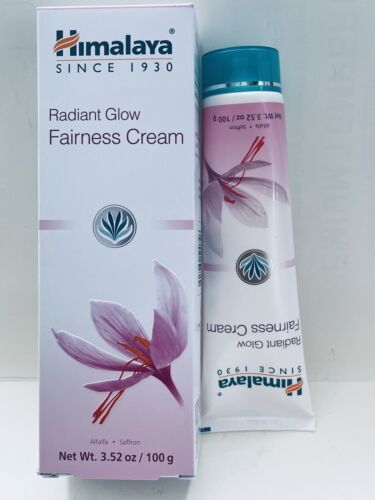 Himalaya®
SINCE 1930
Radiant Glow
Fairness Cream
Alfalfa • Saffron
Net Wt. 3.52 oz / 100 g
Himalaya®
SINCE 1930
Radiant Glow
Fairness Cream
Alfalfa • Saffron
Net Wt. 3.52 oz / 100 g